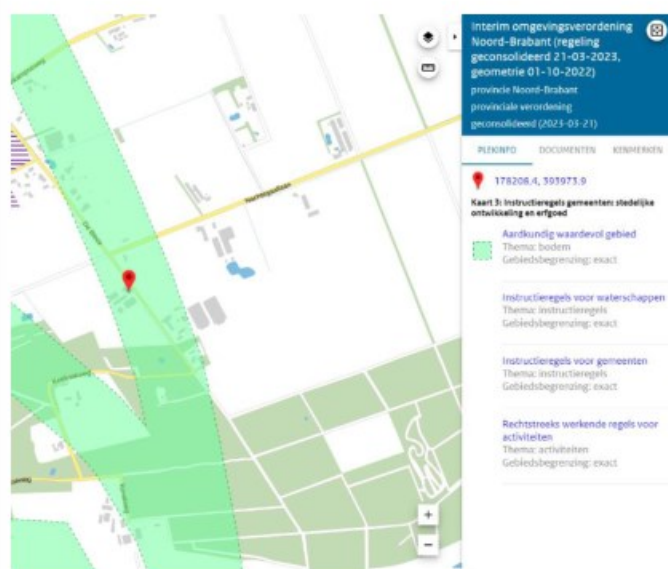 Interim omgevingsverordening
Noord-Brabant (regeling
geconsolideerd 21-03-2023,
geometrie 01-10-2022)
provincie Noord-Brabant
provinciale verordening
geconsolideerd (2023-03-21)
PLEKINFO DOCUMENTEN KENMERKEN
178208.4, 393973.9
Kaart 3: Instructieregels gemeenten: stedelijke
ontwikkeling en erfgoed
Aardkundig waardevol gebied
Thema: bodem
Gebiedsbegrenzing: exact
Instructieregels voor waterschappen
Thema: instructieregels
Gebiedsbegrenzing: exact
Instructieregels voor gemeenten
Thema: instructieregels
Gebiedsbegrenzing: exact
Rechtstreeks werkende regels voor
activiteiten
Thema: activiteiten
Gebiedsbegrenzing: exact
+
−